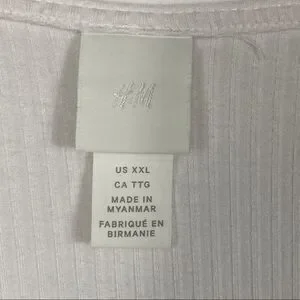 H&M
US XXL
CA TTG
MADE IN
MYANMAR
FABRIQUÉ EN
BIRMANIE